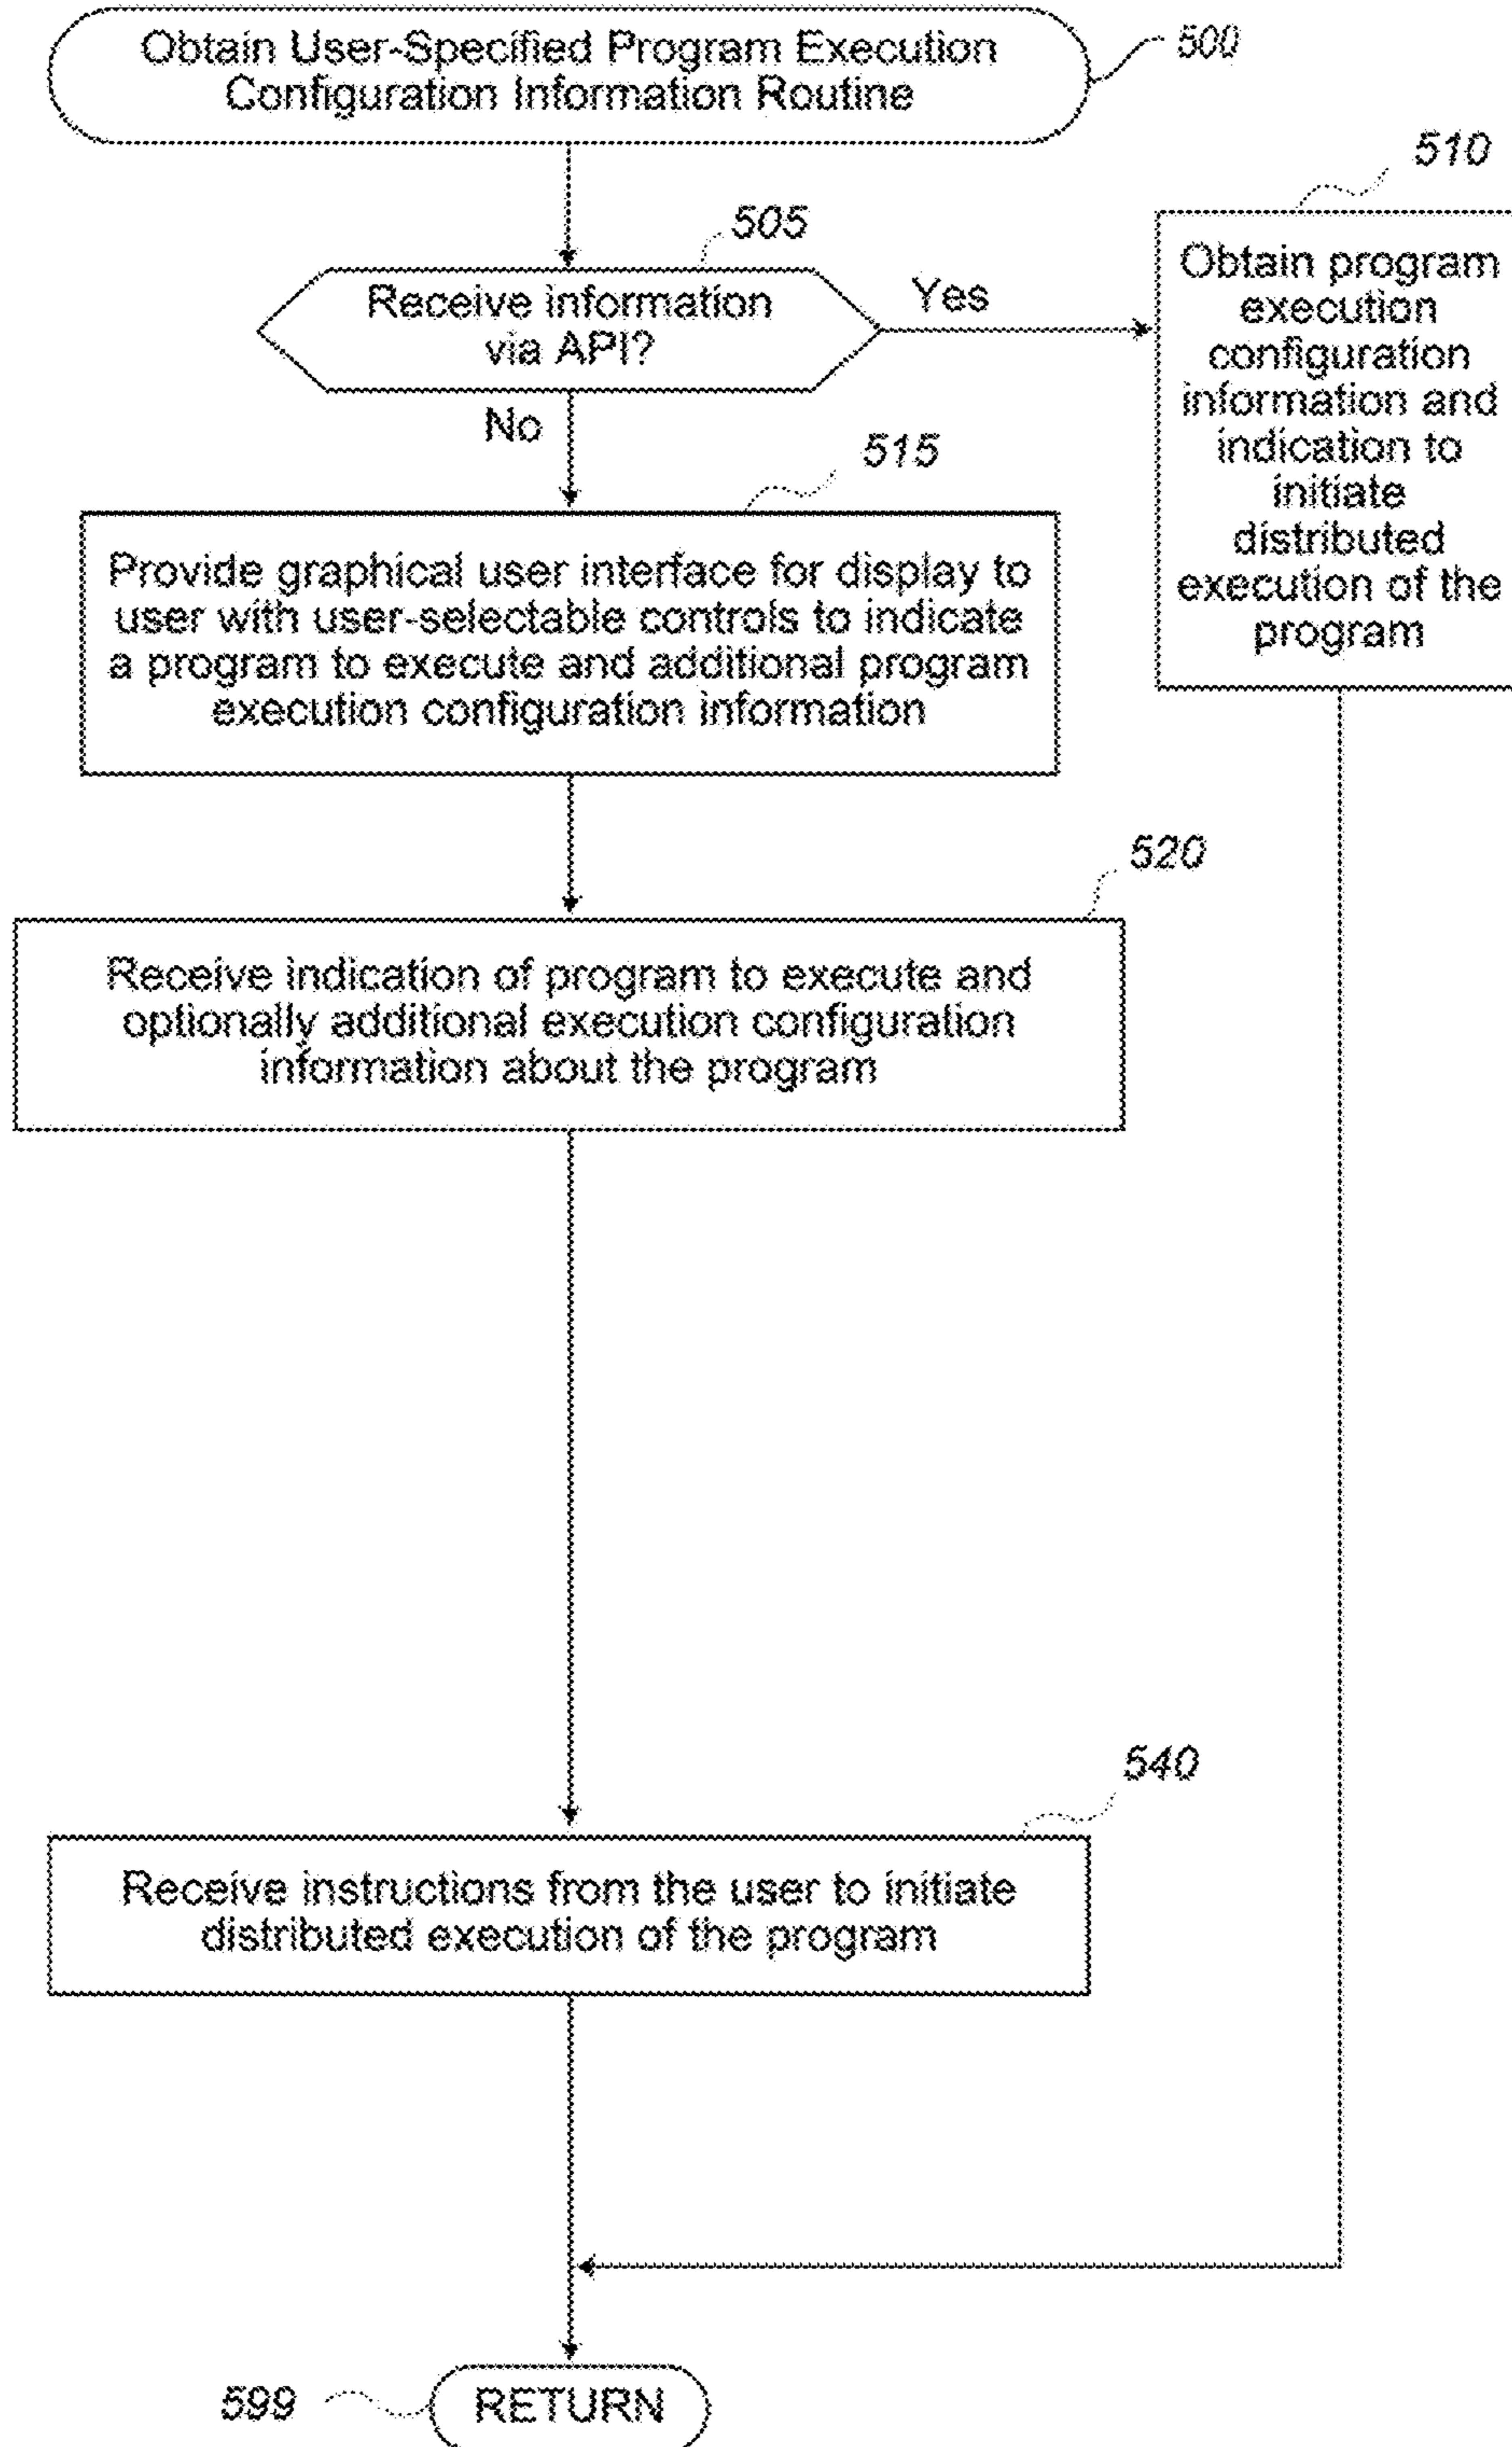 Obtain User-Specified Program Execution
Configuration Information Routine
500
505
Receive information
via API?
Yes
No
510
Obtain program
execution
configuration
information and
indication to
initiate
distributed
execution of the
program
515
Provide graphical user interface for display to
user with user-selectable controls to indicate
a program to execute and additional program
execution configuration information
520
Receive indication of program to execute and
optionally additional execution configuration
information about the program
540
Receive instructions from the user to initiate
distributed execution of the program
599
RETURN